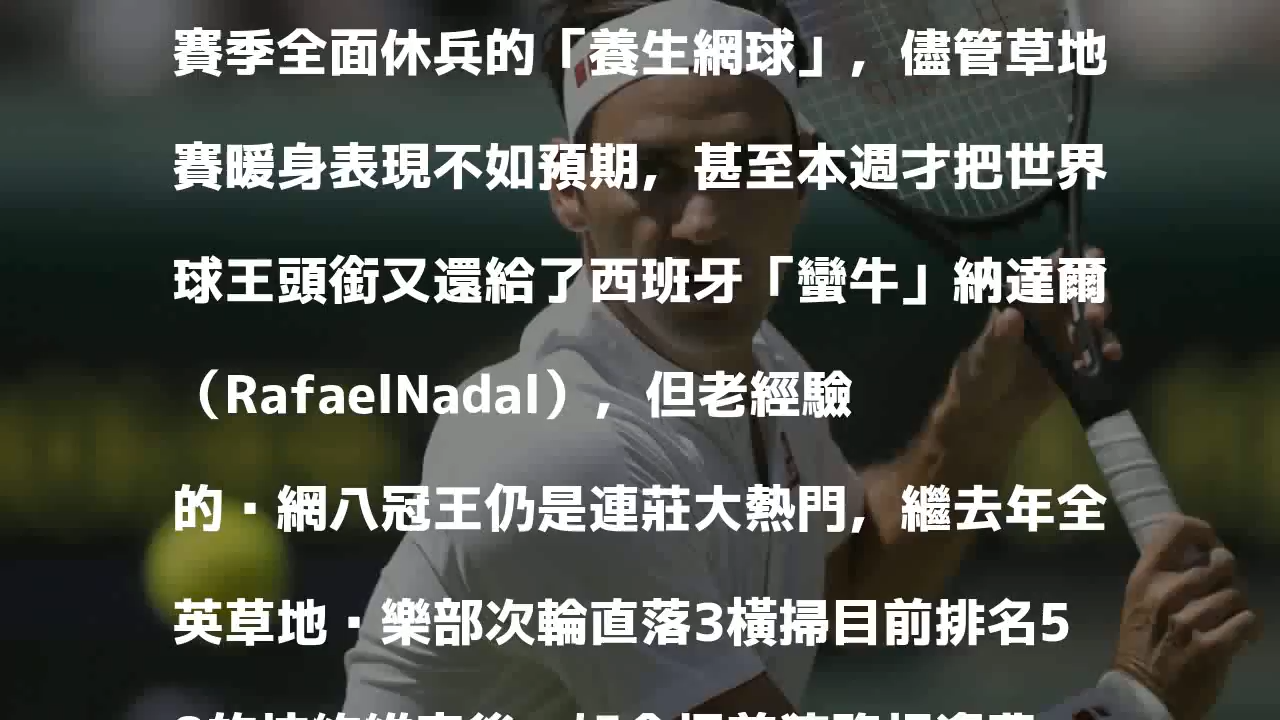 賽季全面休兵的「養生網球」，儘管草地
賽暖身表現不如預期，甚至本週才把世界
球王頭銜又還給了西班牙「蠻牛」納達爾
（RafaelNadal），但老經驗
的▪網八冠王仍是連莊大熱門，繼去年全
英草地▪樂部次輪直落3橫掃目前排名5